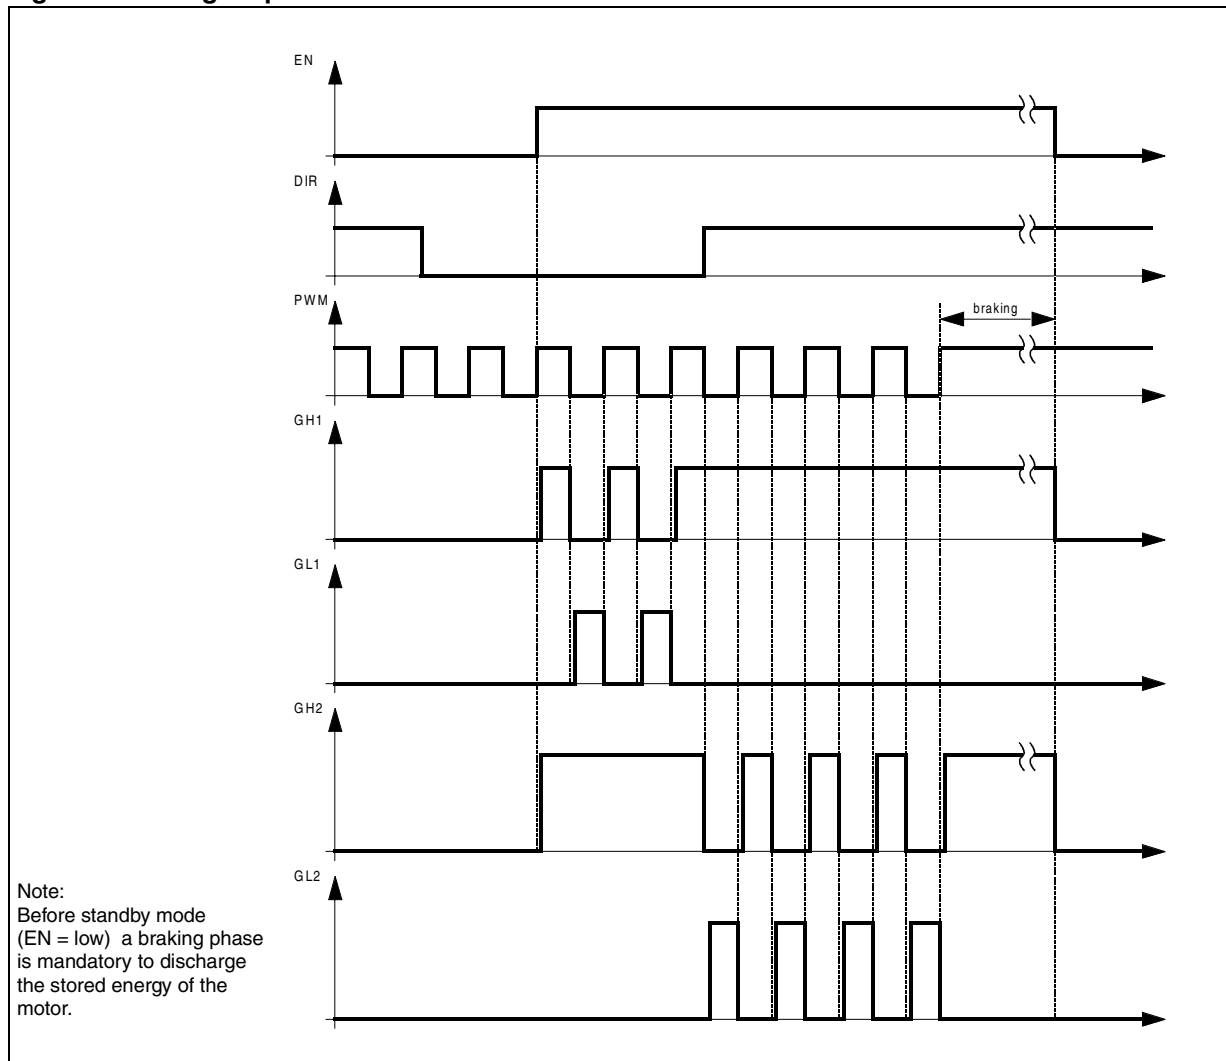 EN
DIR
PWM
braking
GH1
GL1
GH2
GL2
Note:
Before standby mode
(EN = low) a braking phase
is mandatory to discharge
the stored energy of the
motor.